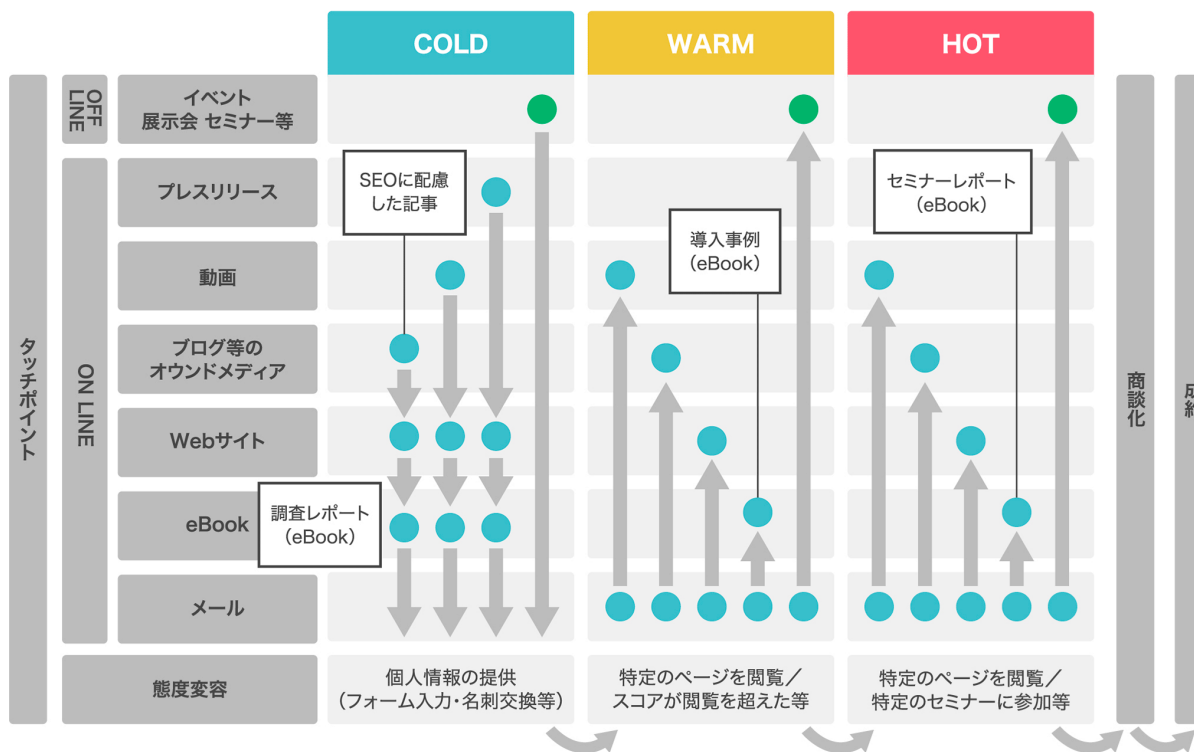 COLD
WARM
HOT
タッチポイント
OFF
LINE
イベント
展示会 セミナー等
ON LINE
プレスリリース
動画
ブログ等の
オウンドメディア
Webサイト
eBook
メール
態度変容
SEOに配慮
した記事
調査レポート
(eBook)
導入事例
(eBook)
セミナーレポート
(eBook)
個人情報の提供
(フォーム入力・名刺交換等)
特定のページを閲覧／
スコアが閲覧を超えた等
特定のページを閲覧／
特定のセミナーに参加等
商談化
成約